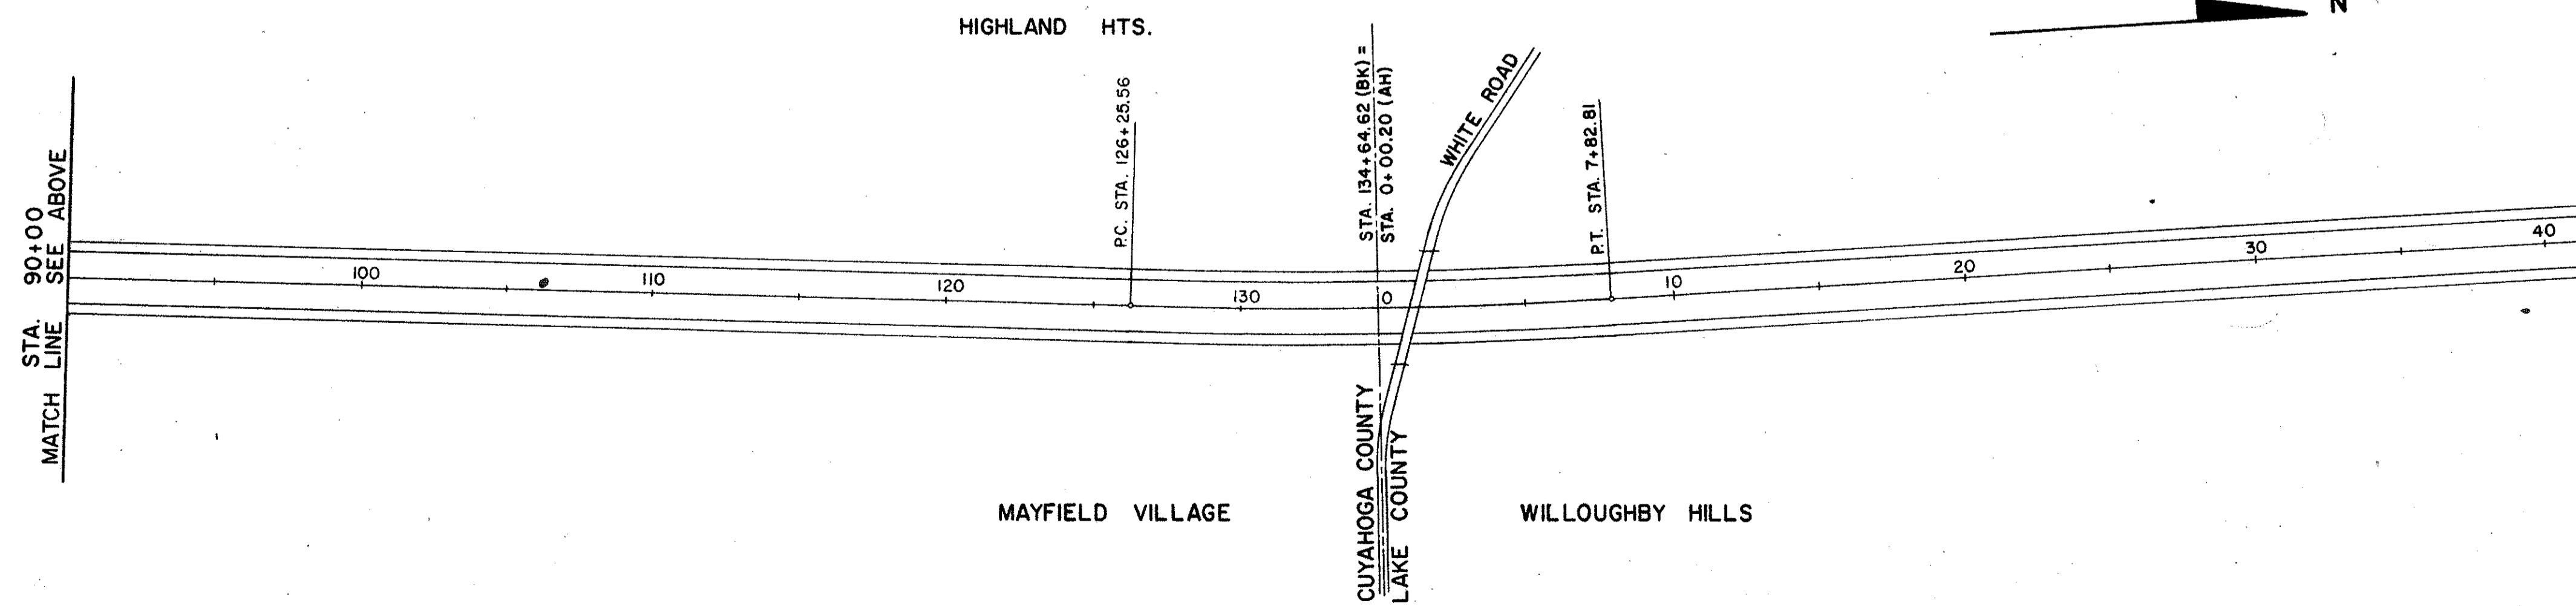 HIGHLAND HTS.
N
STA. 90+00
MATCH LINE SEE ABOVE
P.C. STA. 126+25.56
STA. 134+64.62 (BK) =
STA. 0+00.20 (AH)
WHITE ROAD
P.T. STA. 7+82.81
100
110
120
130
0
10
20
30
40
CUYAHOGA COUNTY
LAKE COUNTY
MAYFIELD VILLAGE
WILLOUGHBY HILLS